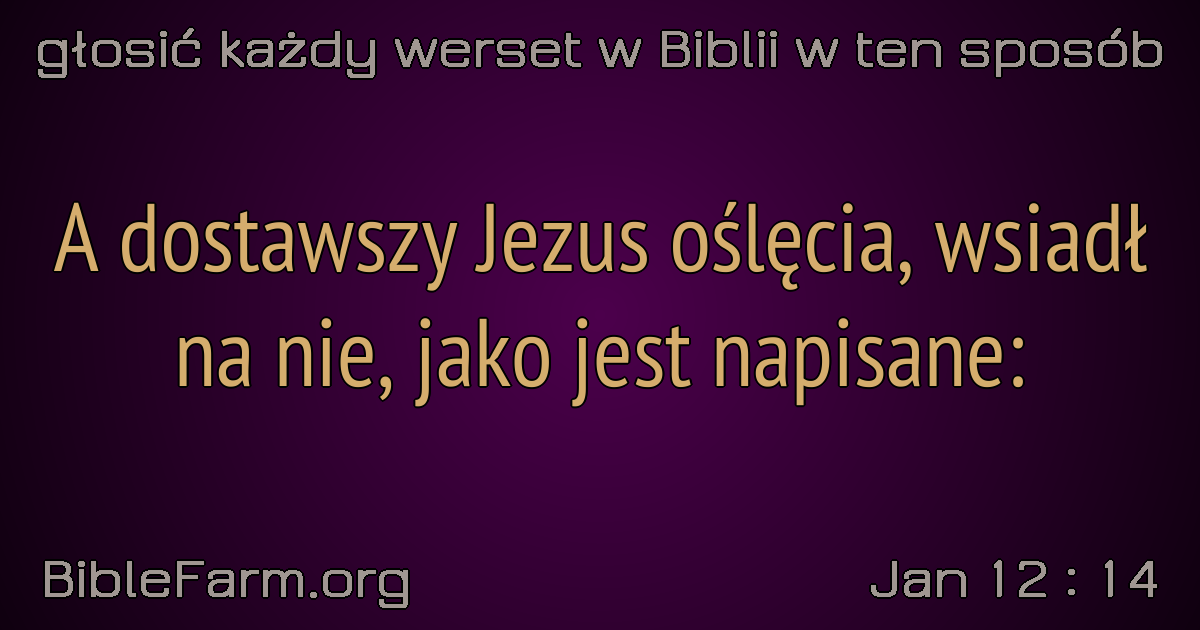 głosić każdy werset w Biblii w ten sposób
A dostawszy Jezus oślęcia, wsiadł
na nie, jako jest napisane:
BibleFarm.org
Jan 12 : 14